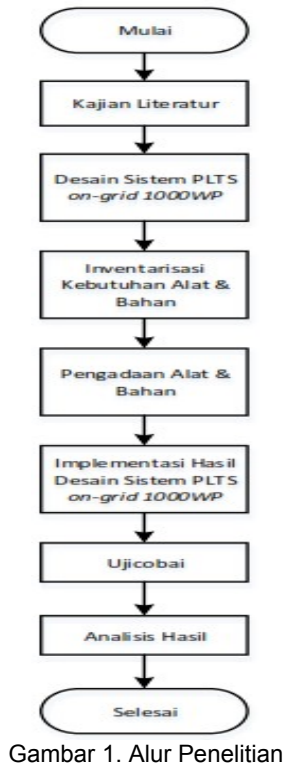 Mulai
Kajian Literatur
Desain Sistem PLTS
on-grid 1000WP
Inventarisasi
Kebutuhan Alat &
Bahan
Pengadaan Alat &
Bahan
Implementasi Hasil
Desain Sistem PLTS
on-grid 1000WP
Ujicobai
Analisis Hasil
Selesai
Gambar 1. Alur Penelitian